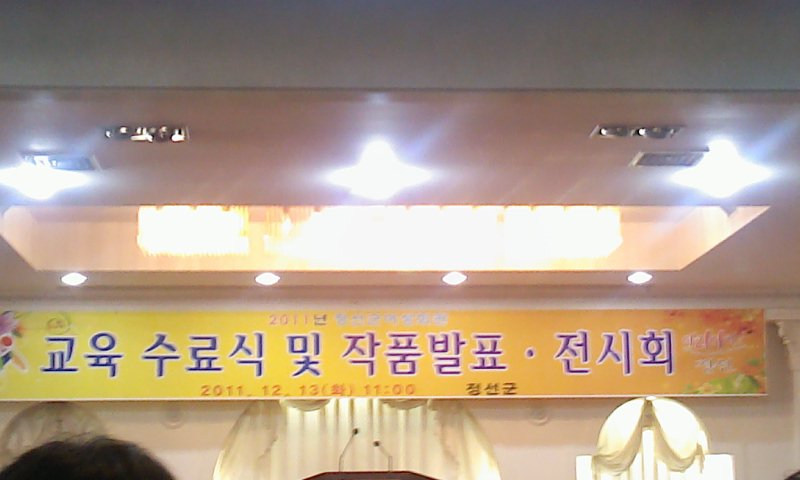 2011년
교육 수료식 및 작품발표·전시회
2011. 12. 13(화) 11:00 정선군